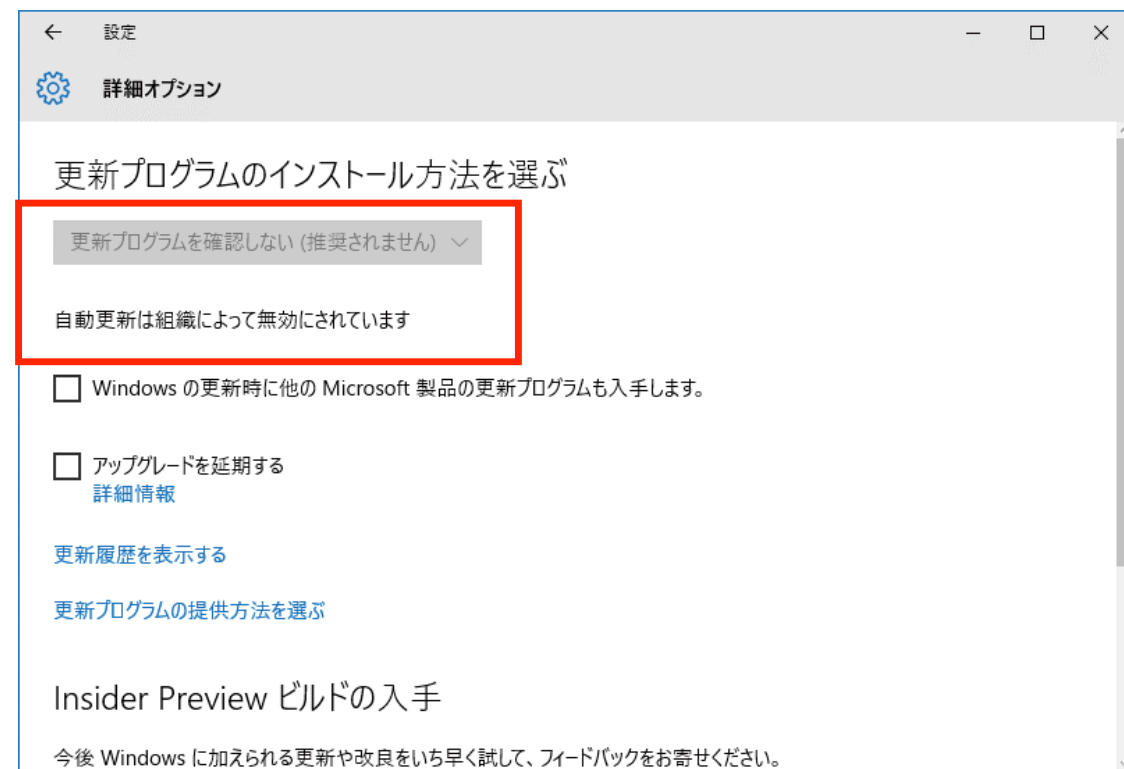 設定
詳細オプション
更新プログラムのインストール方法を選ぶ
更新プログラムを確認しない (推奨されません)
自動更新は組織によって無効にされています
Windows の更新時に他の Microsoft 製品の更新プログラムも入手します。
アップグレードを延期する
詳細情報
更新履歴を表示する
更新プログラムの提供方法を選ぶ
Insider Preview ビルドの入手
今後 Windows に加えられる更新や改良をいち早く試して、フィードバックをお寄せください。